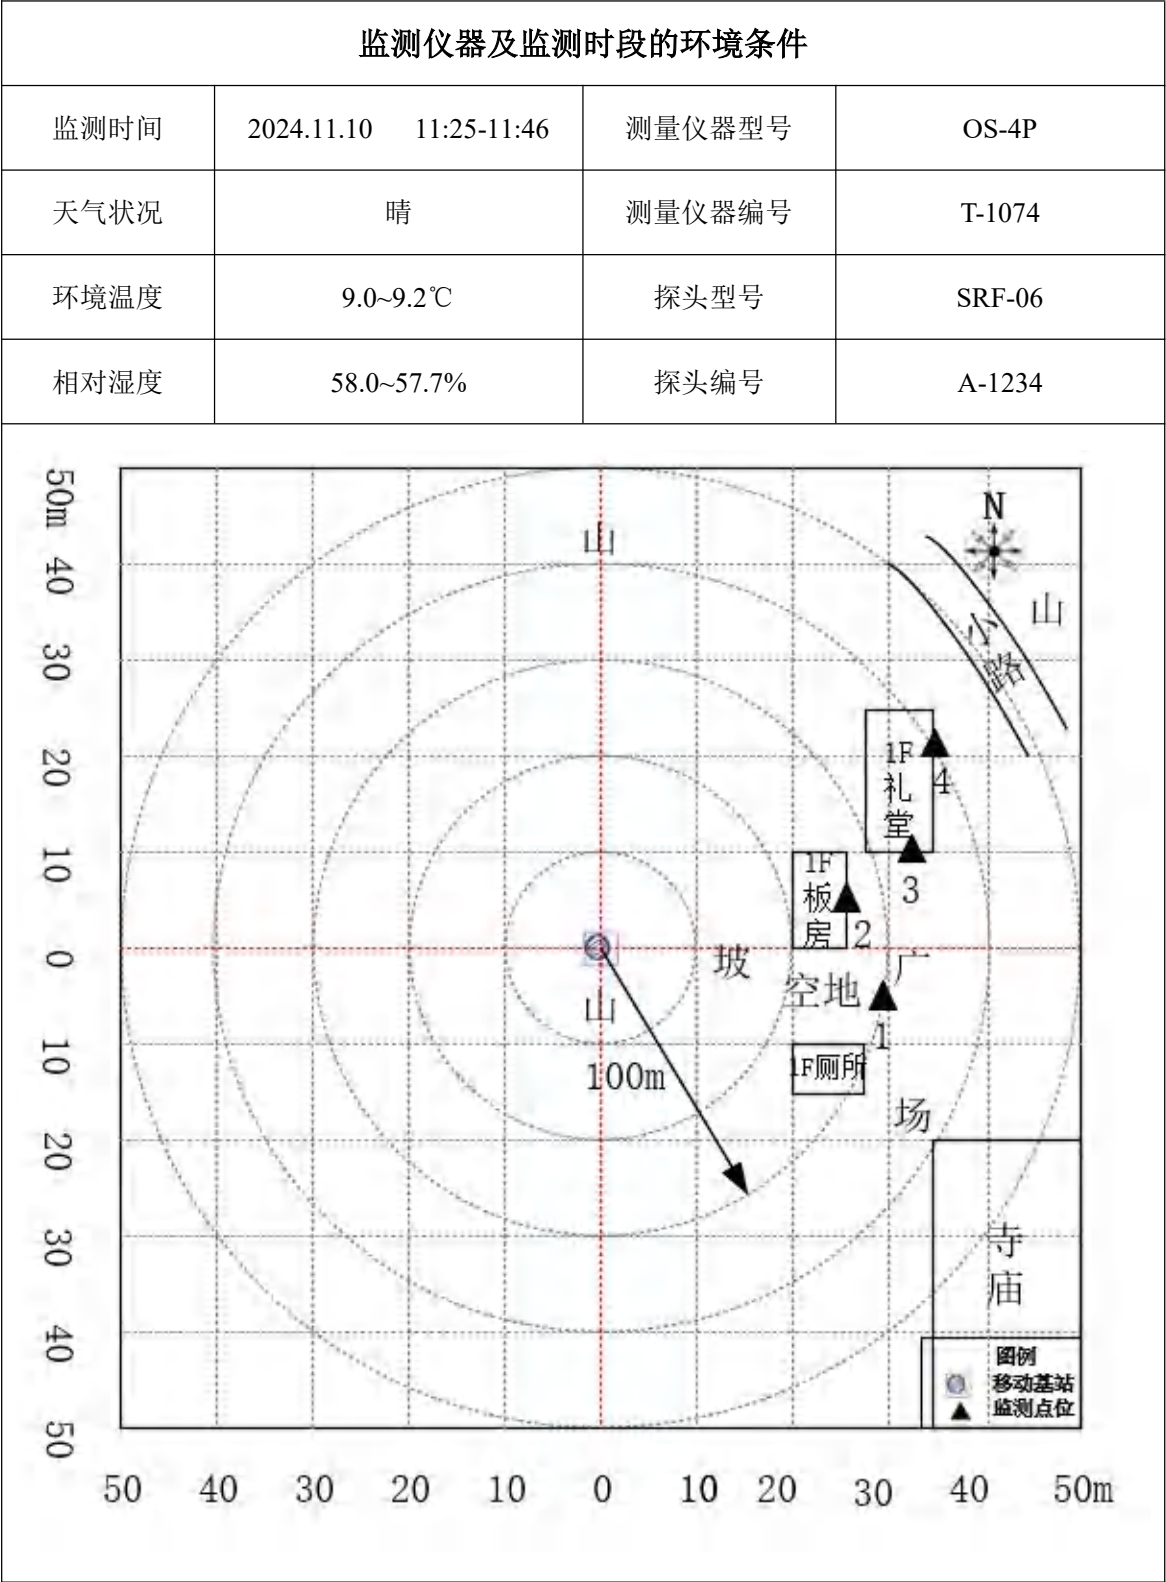 监测仪器及监测时段的环境条件
监测时间 2024.11.10 11:25-11:46 测量仪器型号 OS-4P
天气状况 晴 测量仪器编号 T-1074
环境温度 9.0~9.2℃ 探头型号 SRF-06
相对湿度 58.0~57.7% 探头编号 A-1234
50m
40
30
20
10
0
10
20
30
40
50
山
N
山
小路
1F礼堂
4
3
1F板房
2
坡
广
空地
1
山
100m
1F厕所
场
寺庙
图例
移动基站
监测点位
50 40 30 20 10 0 10 20 30 40 50m